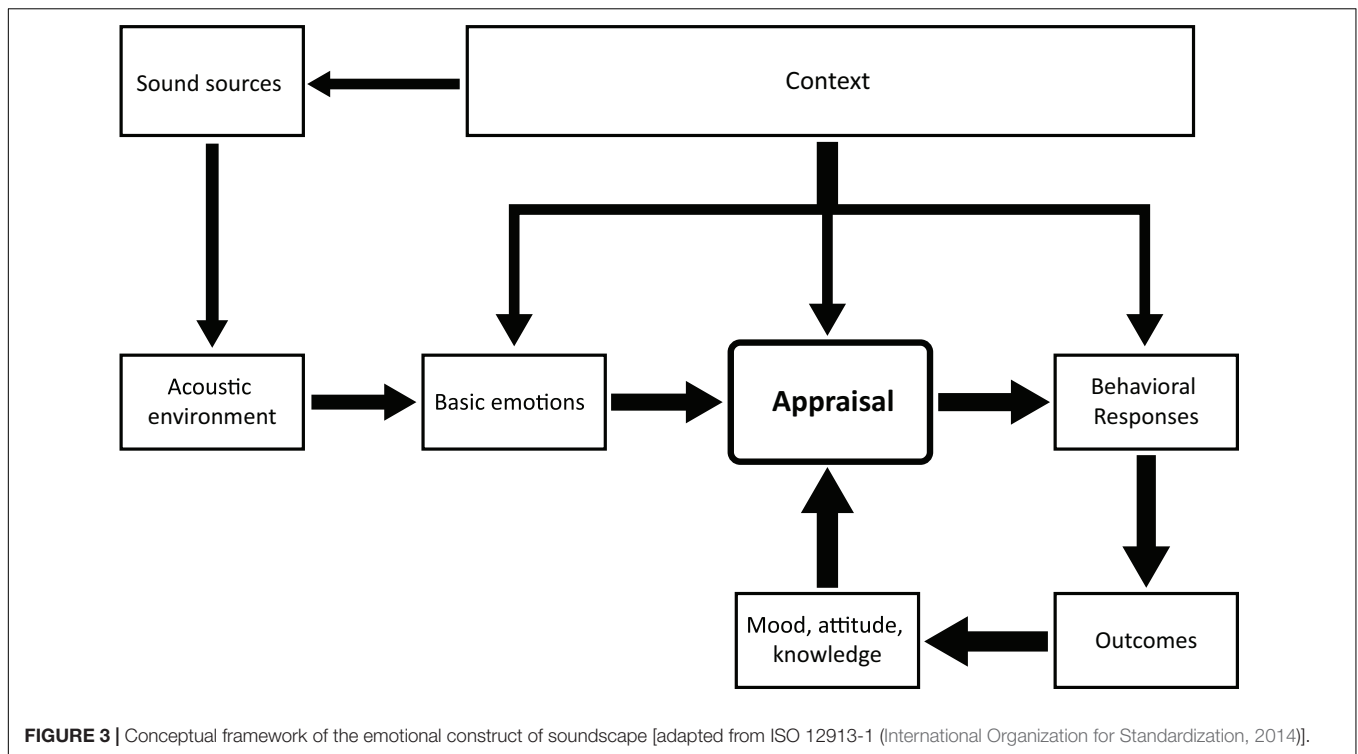 Sound sources
Context
Acoustic
environment
Basic emotions
Appraisal
Behavioral
Responses
Mood, attitude,
knowledge
Outcomes
FIGURE 3 | Conceptual framework of the emotional construct of soundscape [adapted from ISO 12913-1 (International Organization for Standardization, 2014)].